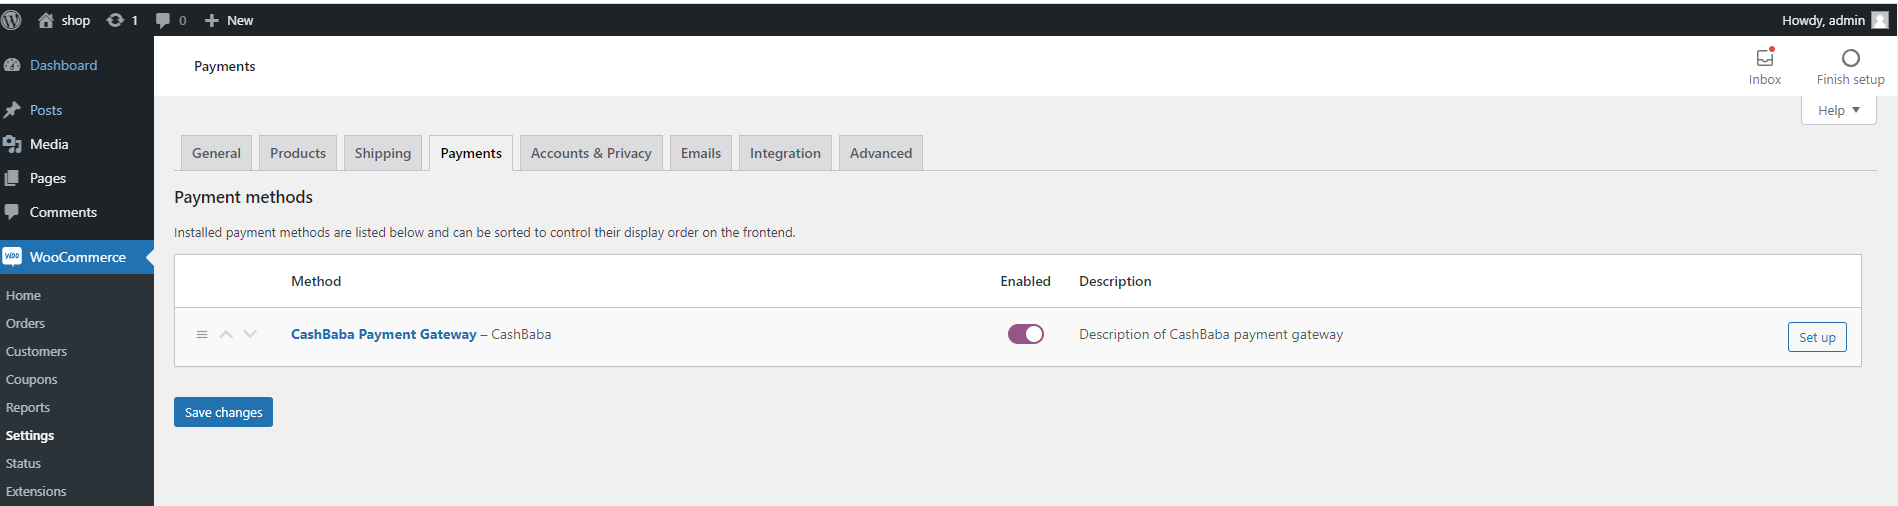 shop 1 0 New Howdy, admin
Dashboard
Posts
Media
Pages
Comments
WooCommerce
Home
Orders
Customers
Coupons
Reports
Settings
Status
Extensions
Payments
Inbox Finish setup
Help
General Products Shipping Payments Accounts & Privacy Emails Integration Advanced
Payment methods
Installed payment methods are listed below and can be sorted to control their display order on the frontend.
Method Enabled Description
CashBaba Payment Gateway – CashBaba Description of CashBaba payment gateway Set up
Save changes